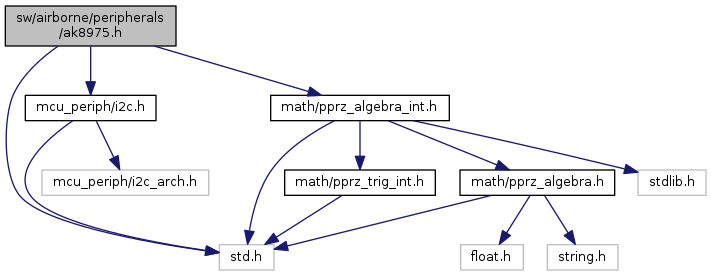 sw/airborne/peripherals
/ak8975.h
mcu_periph/i2c.h
math/pprz_algebra_int.h
mcu_periph/i2c_arch.h
math/pprz_trig_int.h
math/pprz_algebra.h
stdlib.h
std.h
float.h
string.h